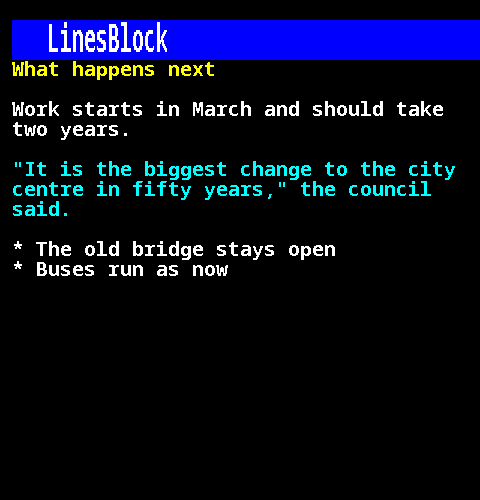 LinesBlock
What happens next
Work starts in March and should take
two years.
"It is the biggest change to the city
centre in fifty years," the council
said.
* The old bridge stays open
* Buses run as now